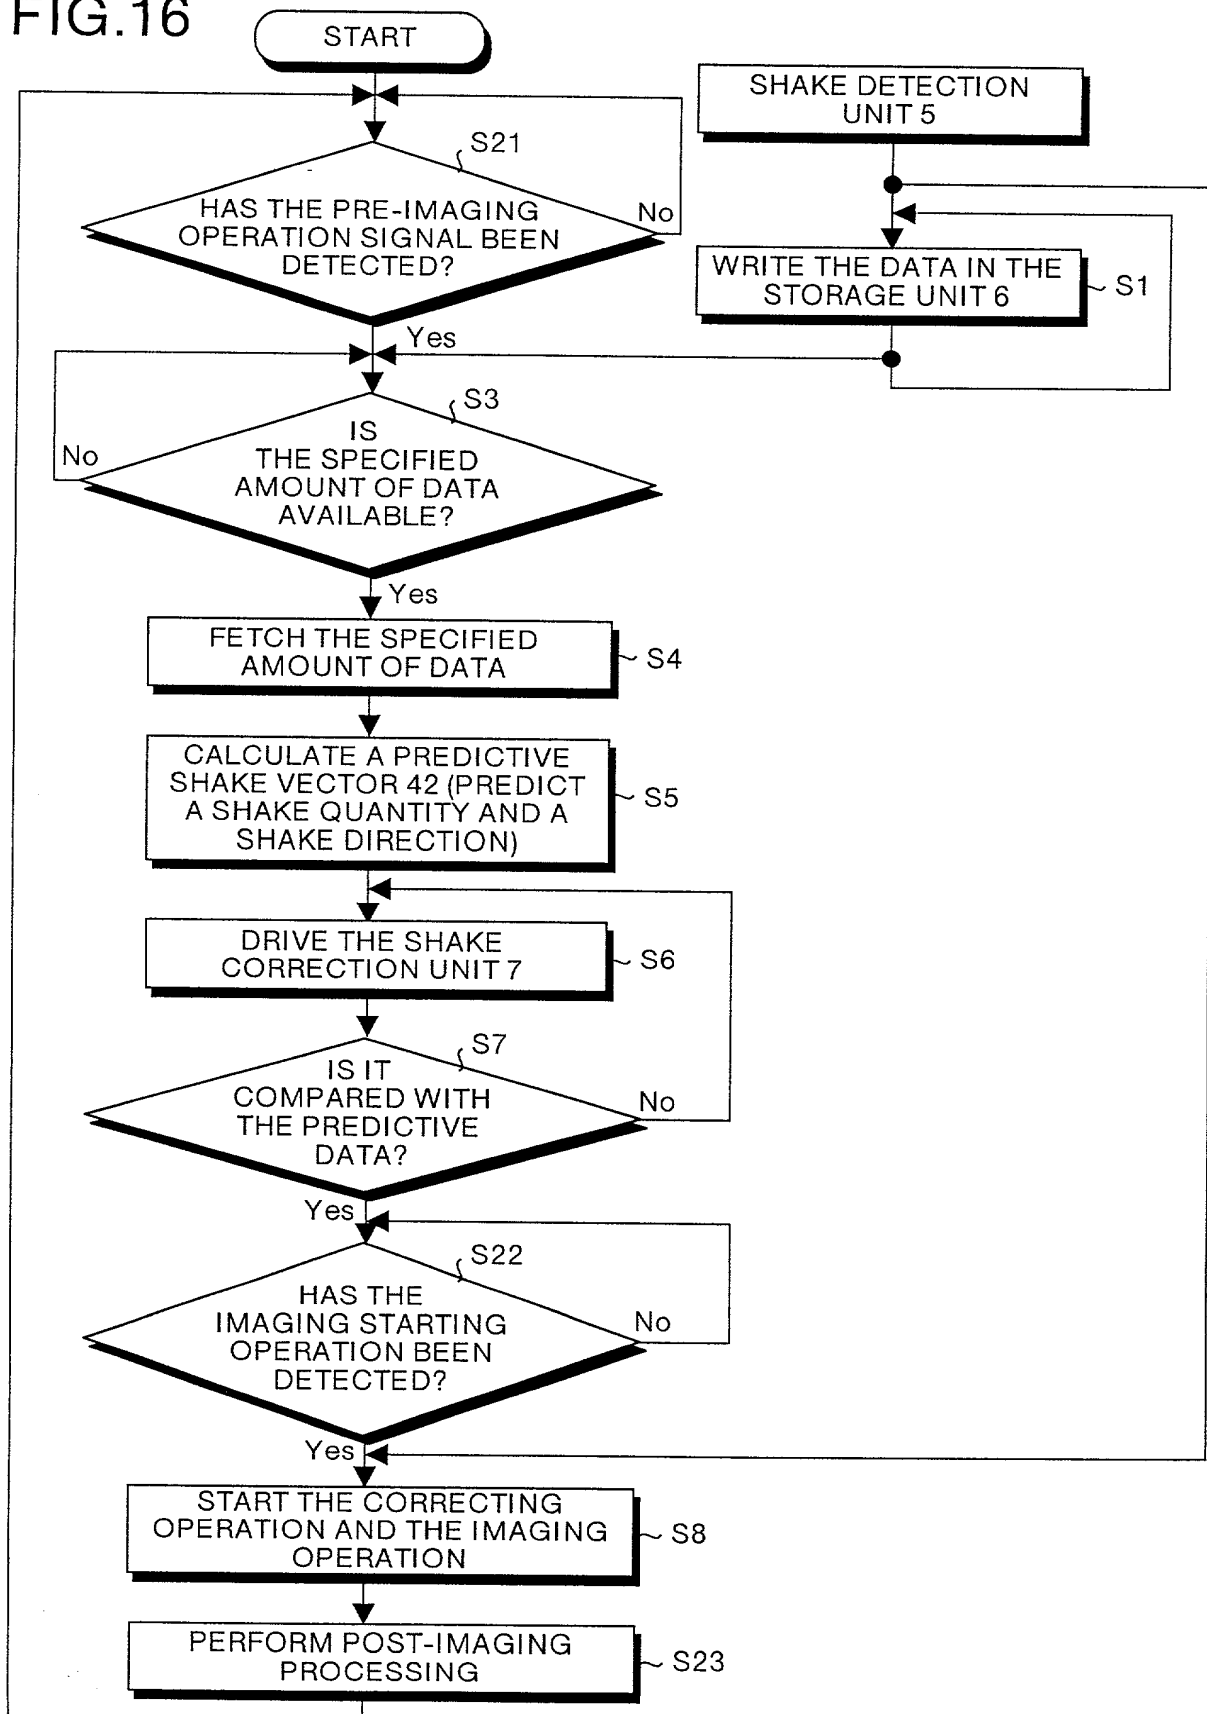 FIG.16
START
SHAKE DETECTION
UNIT 5
S21
HAS THE PRE-IMAGING
OPERATION SIGNAL BEEN
DETECTED?
No
WRITE THE DATA IN THE
STORAGE UNIT 6
S1
Yes
S3
IS
THE SPECIFIED
AMOUNT OF DATA
AVAILABLE?
No
Yes
FETCH THE SPECIFIED
AMOUNT OF DATA
S4
CALCULATE A PREDICTIVE
SHAKE VECTOR 42 (PREDICT
A SHAKE QUANTITY AND A
SHAKE DIRECTION)
S5
DRIVE THE SHAKE
CORRECTION UNIT 7
S6
S7
IS IT
COMPARED WITH
THE PREDICTIVE
DATA?
No
Yes
S22
HAS THE
IMAGING STARTING
OPERATION BEEN
DETECTED?
No
Yes
START THE CORRECTING
OPERATION AND THE IMAGING
OPERATION
S8
PERFORM POST-IMAGING
PROCESSING
S23